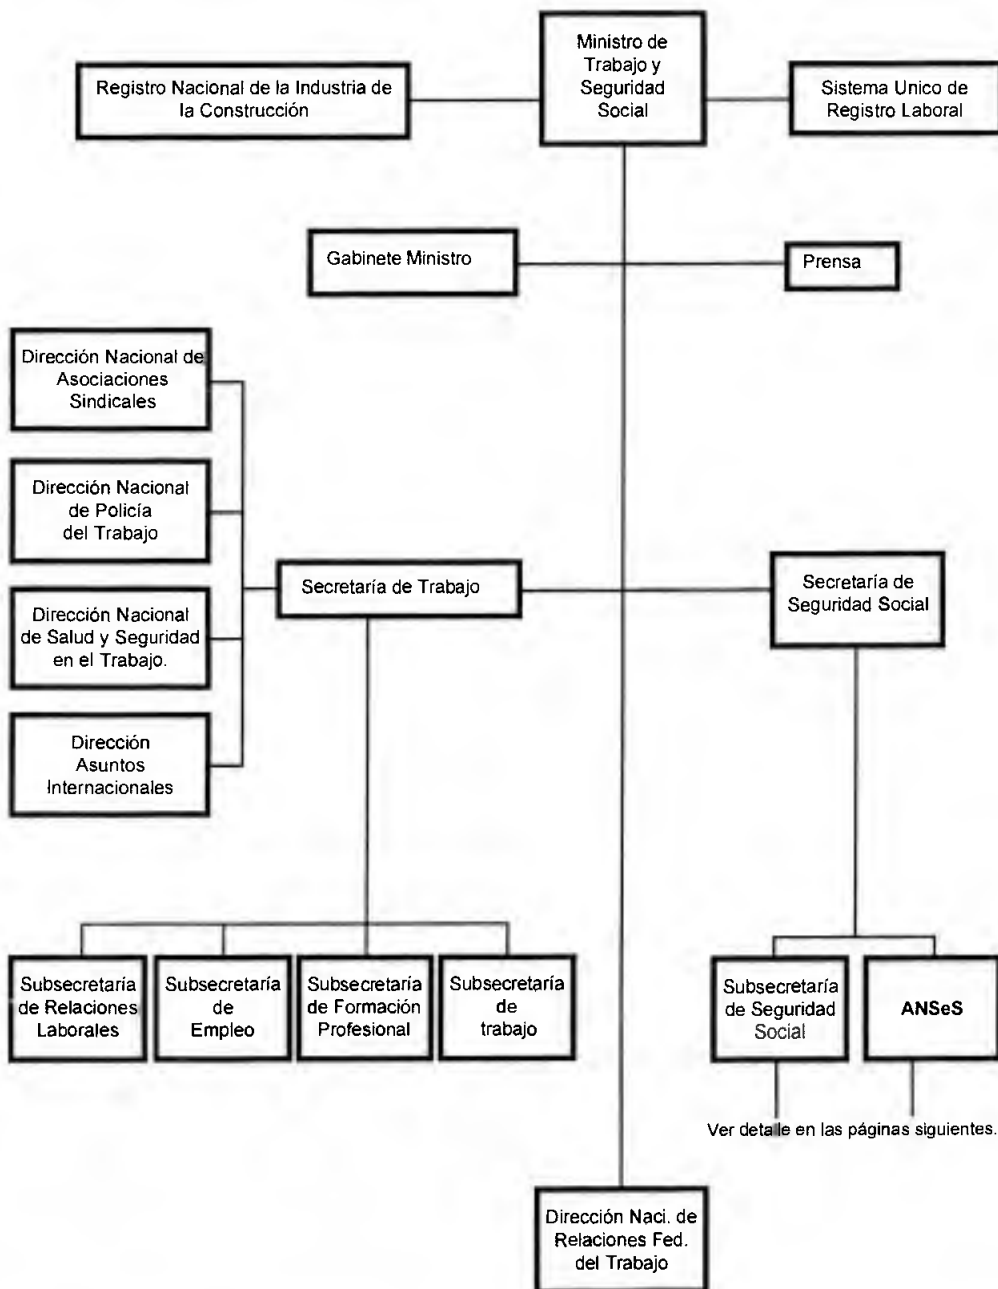 Ministro de
Trabajo y
Seguridad
Social
Registro Nacional de la Industria de
la Construcción
Sistema Unico de
Registro Laboral
Gabinete Ministro
Prensa
Dirección Nacional de
Asociaciones
Sindicales
Dirección Nacional
de Policía
del Trabajo
Secretaría de Trabajo
Secretaría de
Seguridad Social
Dirección Nacional
de Salud y Seguridad
en el Trabajo.
Dirección
Asuntos
Internacionales
Subsecretaría
de Relaciones
Laborales
Subsecretaría
de
Empleo
Subsecretaría
de Formación
Profesional
Subsecretaría
de
trabajo
Subsecretaría
de Seguridad
Social
ANSeS
Ver detalle en las páginas siguientes.
Dirección Naci. de
Relaciones Fed.
del Trabajo